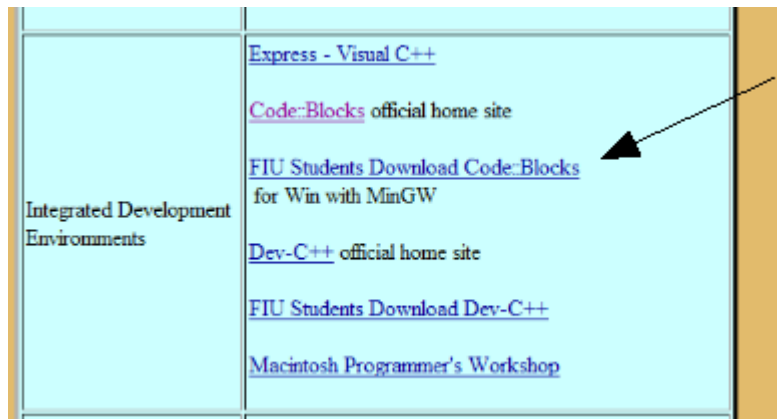 Express - Visual C++
Code::Blocks official home site
FIU Students Download Code::Blocks
for Win with MinGW
Integrated Development
Enviromments
Dev-C++ official home site
FIU Students Download Dev-C++
Macintosh Programmer's Workshop